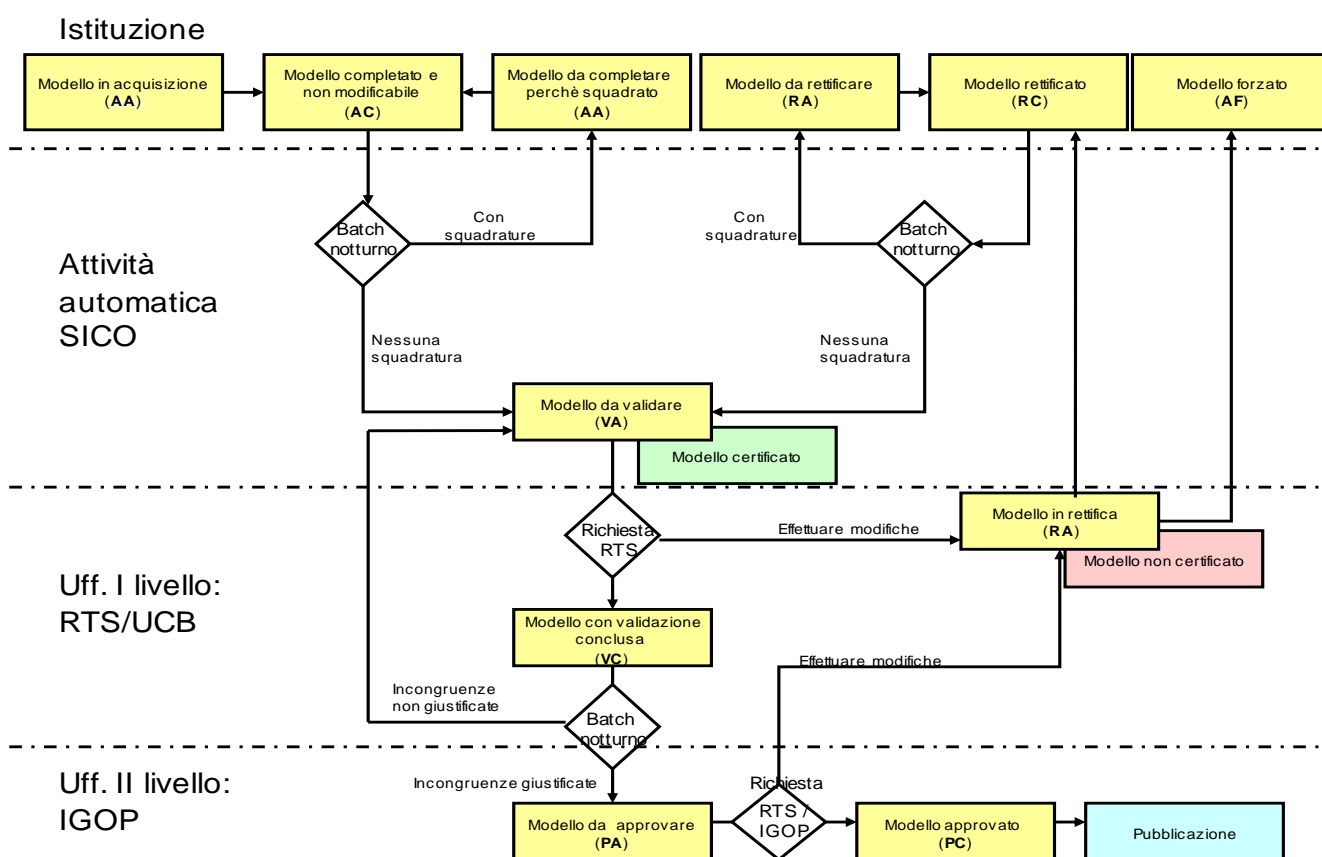 Istituzione
Modello in acquisizione
(AA)
Modello completato e
non modificabile
(AC)
Modello da completare
perchè squadrato
(AA)
Modello da rettificare
(RA)
Modello rettificato
(RC)
Modello forzato
(AF)
Attività
automatica
SICO
Batch
notturno
Con
squadrature
Con
squadrature
Batch
notturno
Nessuna
squadratura
Nessuna
squadratura
Modello da validare
(VA)
Modello certificato
Uff. I livello:
RTS/UCB
Richiesta
RTS
Effettuare modifiche
Modello in rettifica
(RA)
Modello non certificato
Modello con validazione
conclusa
(VC)
Effettuare modifiche
Incongruenze
non giustificate
Batch
notturno
Uff. II livello:
IGOP
Incongruenze giustificate
Richiesta
RTS /
IGOP
Modello da approvare
(PA)
Modello approvato
(PC)
Pubblicazione